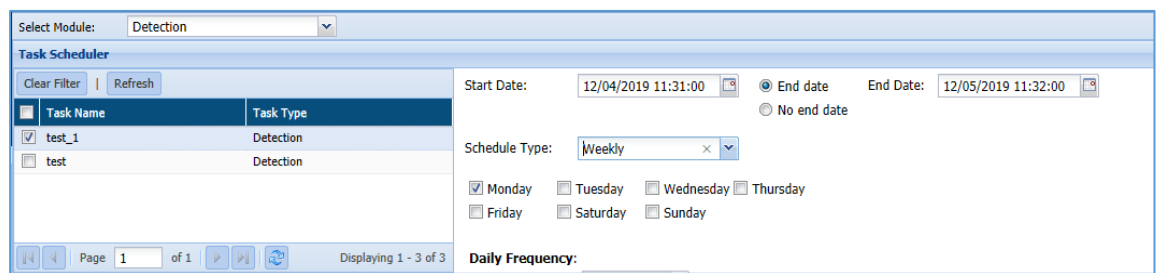 Select Module: Detection
Task Scheduler
Clear Filter | Refresh
Task Name Task Type
test_1 Detection
test Detection
Page 1 of 1 Displaying 1 - 3 of 3
Start Date: 12/04/2019 11:31:00 End date End Date: 12/05/2019 11:32:00
No end date
Schedule Type: Weekly
Monday Tuesday Wednesday Thursday
Friday Saturday Sunday
Daily Frequency: